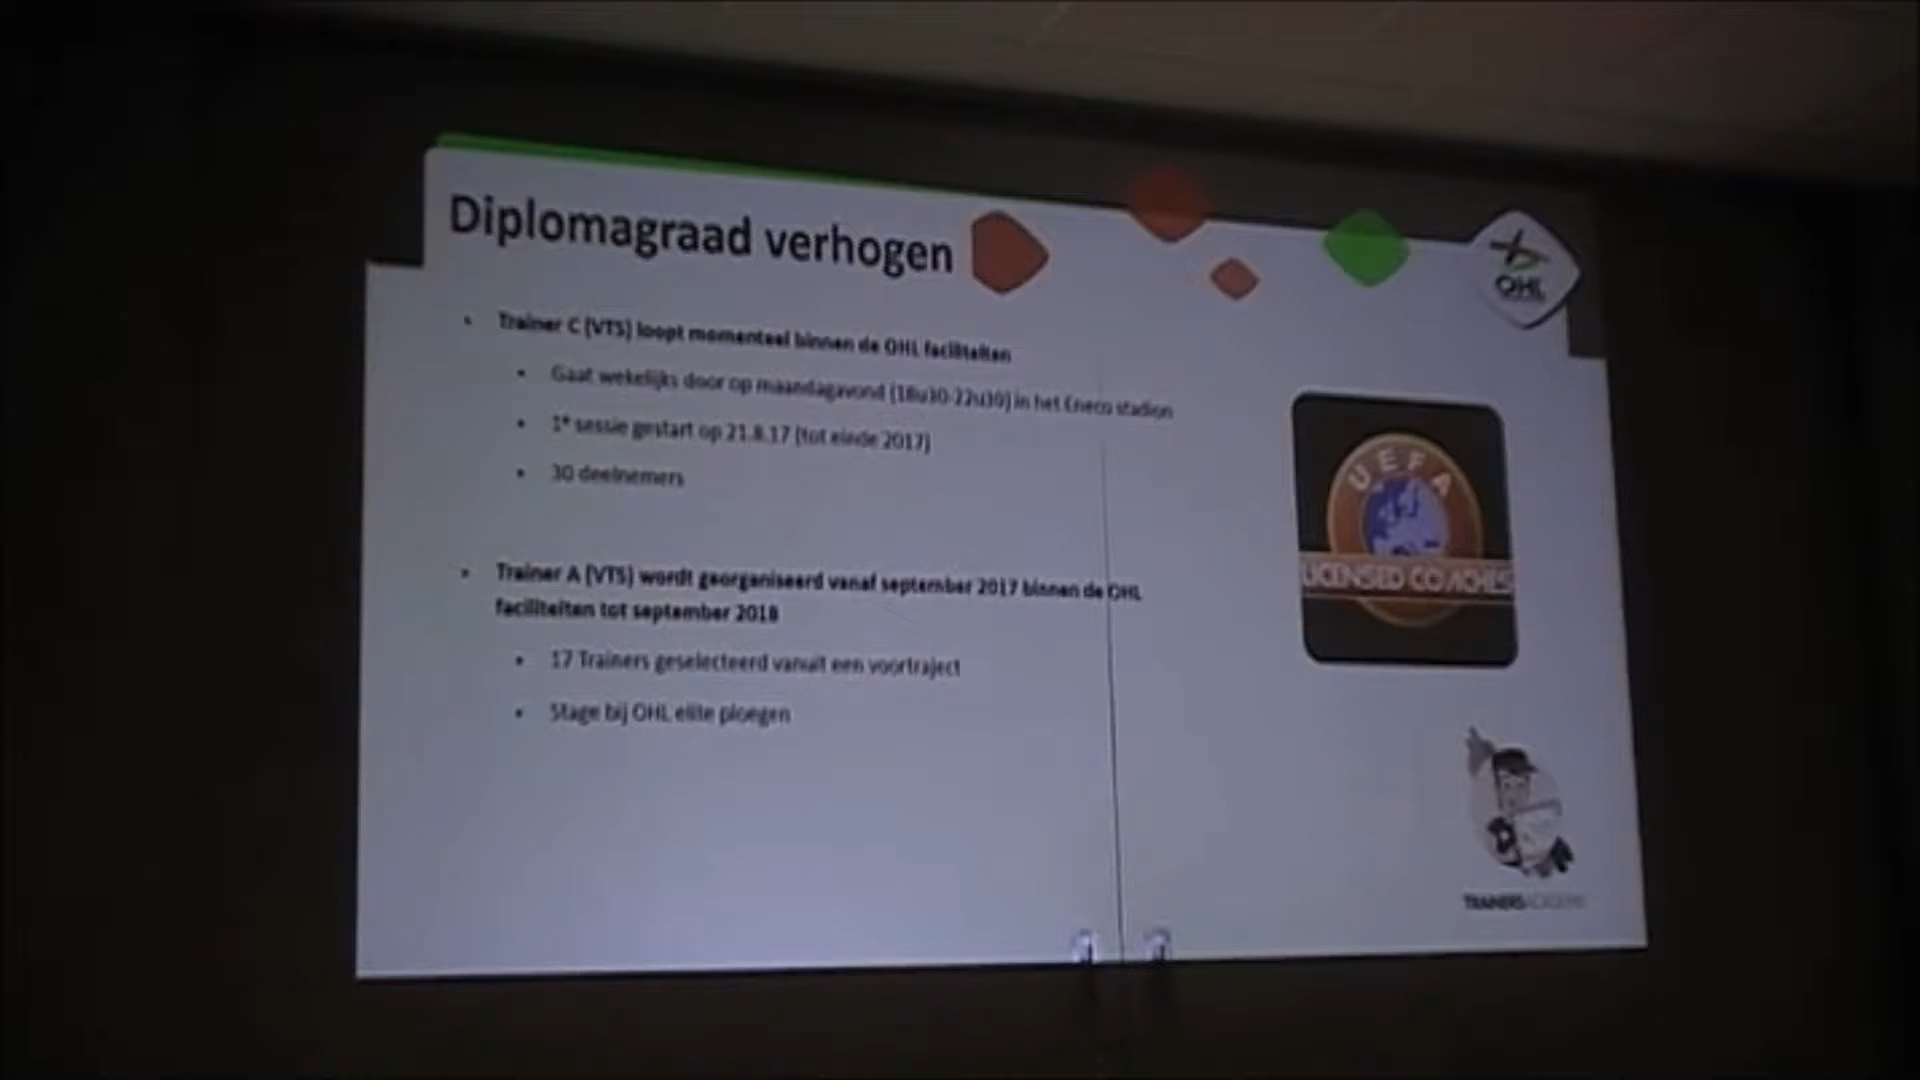 Diplomagraad verhogen
OHL
Trainer C (VTS) loopt momenteel binnen de OHL faciliteiten
Gaat wekelijks door op maandagavond (18u30-22u30) in het Eneco stadion
1e sessie gestart op 21.8.17 (tot einde 2017)
30 deelnemers
UEFA
LICENSED COACHES
Trainer A (VTS) wordt georganiseerd vanaf september 2017 binnen de OHL
faciliteiten tot september 2018
17 Trainers geselecteerd vanuit een voortraject
Stage bij OHL elite ploegen
TRAINERSACADEMY